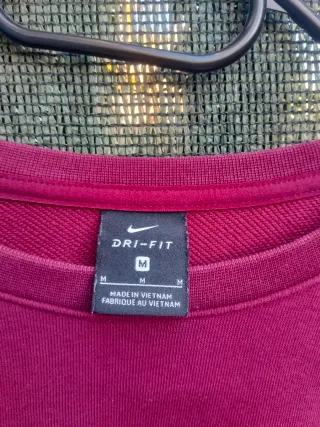 DRI-FIT
M
M M M
MADE IN VIETNAM
FABRIQUÉ AU VIETNAM